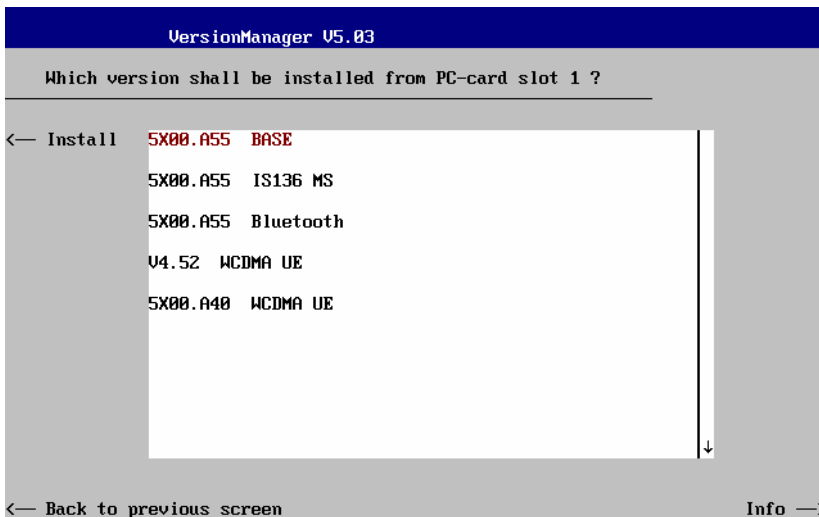 VersionManager V5.03
Which version shall be installed from PC-card slot 1 ?
<— Install
5X00.A55 BASE
5X00.A55 IS136 MS
5X00.A55 Bluetooth
V4.52 WCDMA UE
5X00.A40 WCDMA UE
↓
<— Back to previous screen
Info —